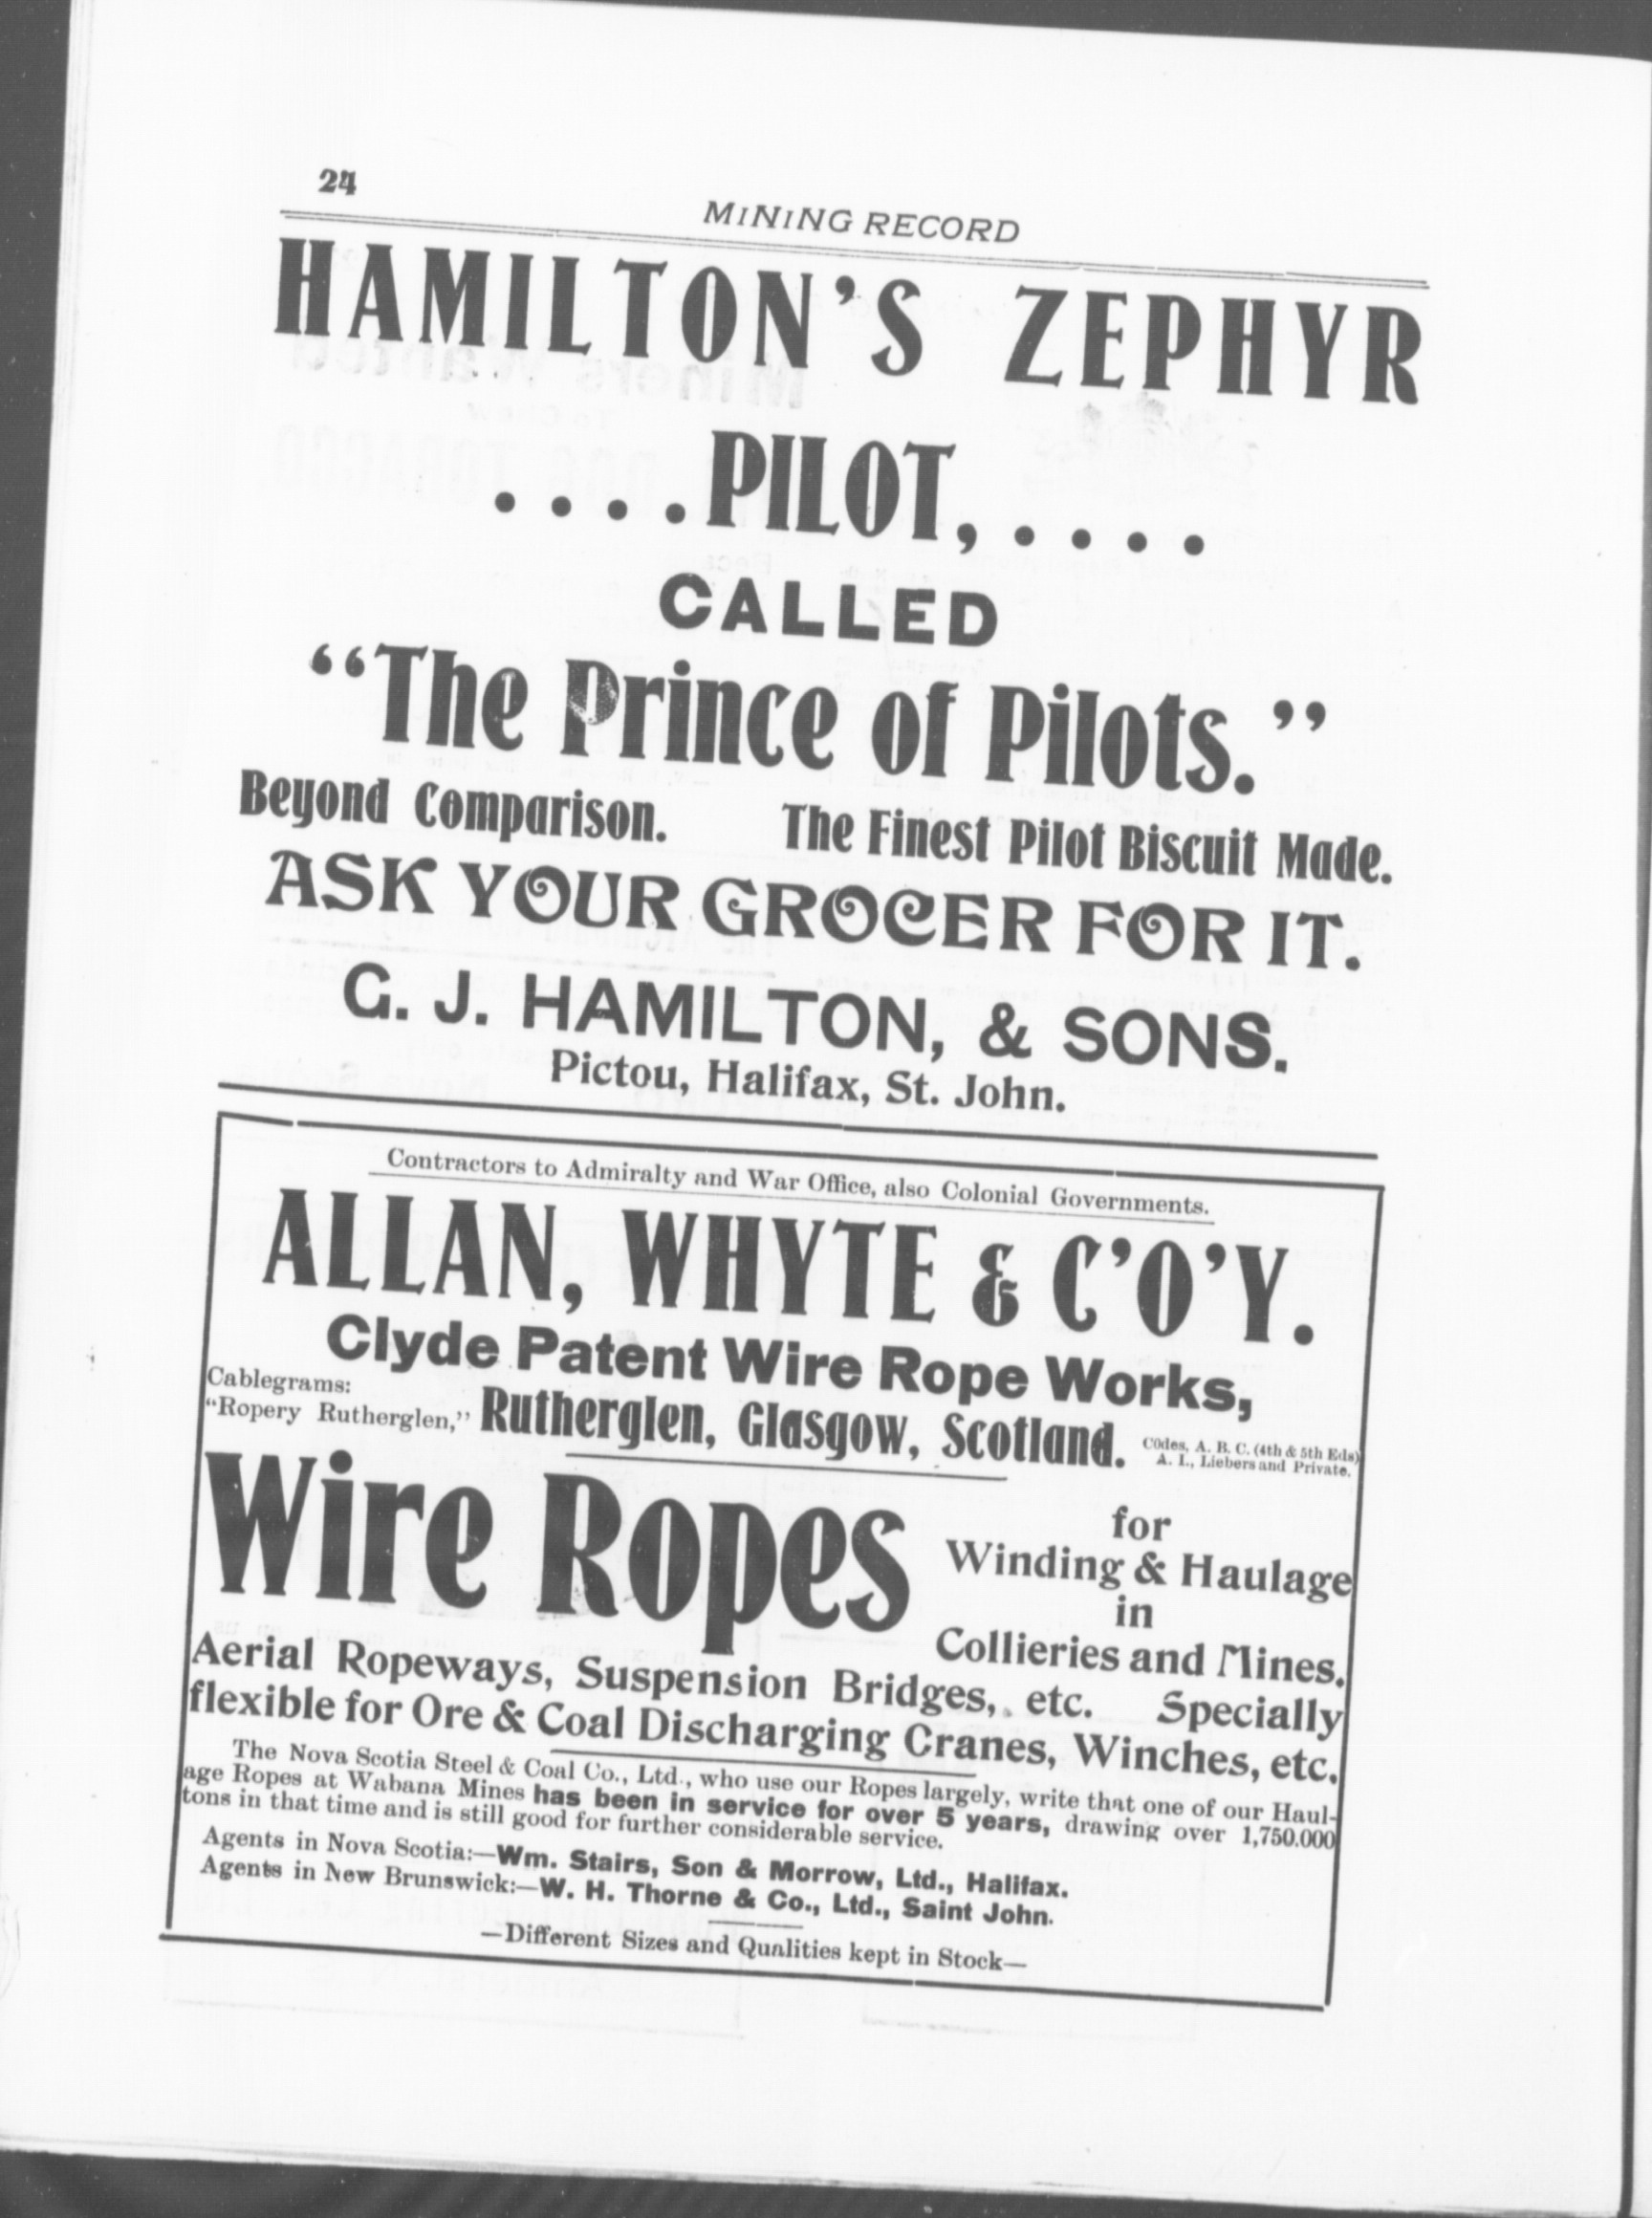 24
MINING RECORD
HAMILTON'S ZEPHYR
....PILOT,....
CALLED
“The Prince of Pilots.”
Beyond Comparison. The Finest Pilot Biscuit Made.
ASK YOUR GROCER FOR IT.
G. J. HAMILTON, & SONS.
Pictou, Halifax, St. John.
Contractors to Admiralty and War Office, also Colonial Governments.
ALLAN, WHYTE & C'O'Y.
Clyde Patent Wire Rope Works,
Cablegrams:
“Ropery Rutherglen,” Rutherglen, Glasgow, Scotland. Codes, A. B. C. (4th & 5th Eds)
A. I., Liebers and Private.
Wire Ropes
for
Winding & Haulage
in
Collieries and Mines.
Aerial Ropeways, Suspension Bridges, etc. Specially
flexible for Ore & Coal Discharging Cranes, Winches, etc.
The Nova Scotia Steel & Coal Co., Ltd., who use our Ropes largely, write that one of our Haul-
age Ropes at Wabana Mines has been in service for over 5 years, drawing over 1,750.000
tons in that time and is still good for further considerable service.
Agents in Nova Scotia:—Wm. Stairs, Son & Morrow, Ltd., Halifax.
Agents in New Brunswick:—W. H. Thorne & Co., Ltd., Saint John.
—Different Sizes and Qualities kept in Stock—